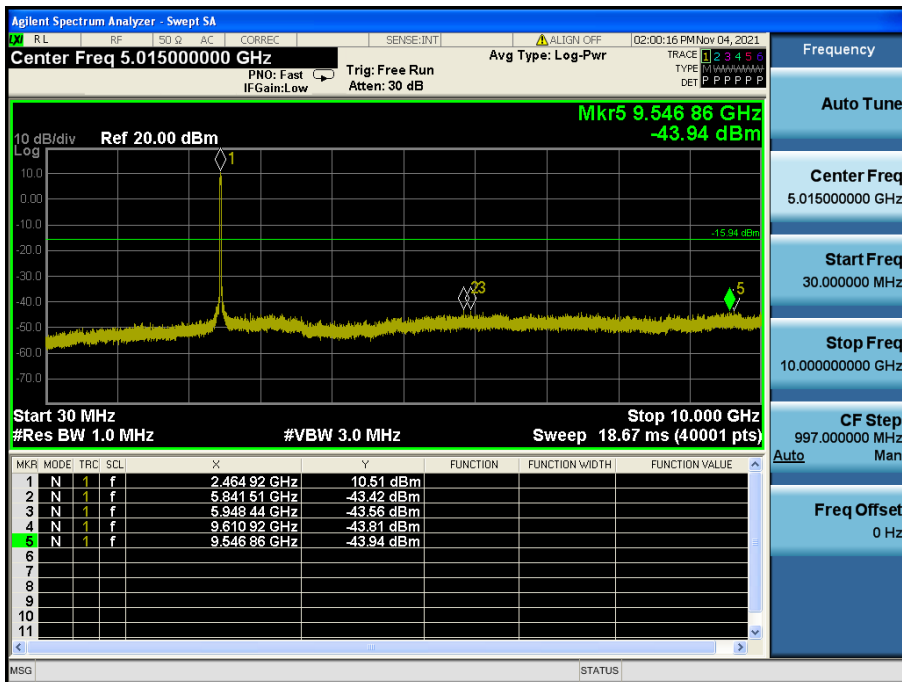 Agilent Spectrum Analyzer - Swept SA
LXI RL RF 50 Ω AC CORREC SENSE:INT ALIGN OFF 02:00:16 PM Nov 04, 2021
Center Freq 5.015000000 GHz
PNO: Fast
IFGain:Low
Trig: Free Run
Atten: 30 dB
Avg Type: Log-Pwr
TRACE 1 2 3 4 5 6
TYPE MWWWWW
DET P P P P P P
Mkr5 9.546 86 GHz
-43.94 dBm
10 dB/div Ref 20.00 dBm
Log
10.0
0.00
-10.0
-20.0
-30.0
-40.0
-50.0
-60.0
-70.0
1
-15.94 dBm
23
5
Start 30 MHz Stop 10.000 GHz
#Res BW 1.0 MHz #VBW 3.0 MHz Sweep 18.67 ms (40001 pts)
MKR MODE TRC SCL X Y FUNCTION FUNCTION WIDTH FUNCTION VALUE
1 N 1 f 2.464 92 GHz 10.51 dBm
2 N 1 f 5.841 51 GHz -43.42 dBm
3 N 1 f 5.948 44 GHz -43.56 dBm
4 N 1 f 9.610 92 GHz -43.81 dBm
5 N 1 f 9.546 86 GHz -43.94 dBm
6
7
8
9
10
11
MSG STATUS
Frequency
Auto Tune
Center Freq
5.015000000 GHz
Start Freq
30.000000 MHz
Stop Freq
10.000000000 GHz
CF Step
997.000000 MHz
Auto Man
Freq Offset
0 Hz